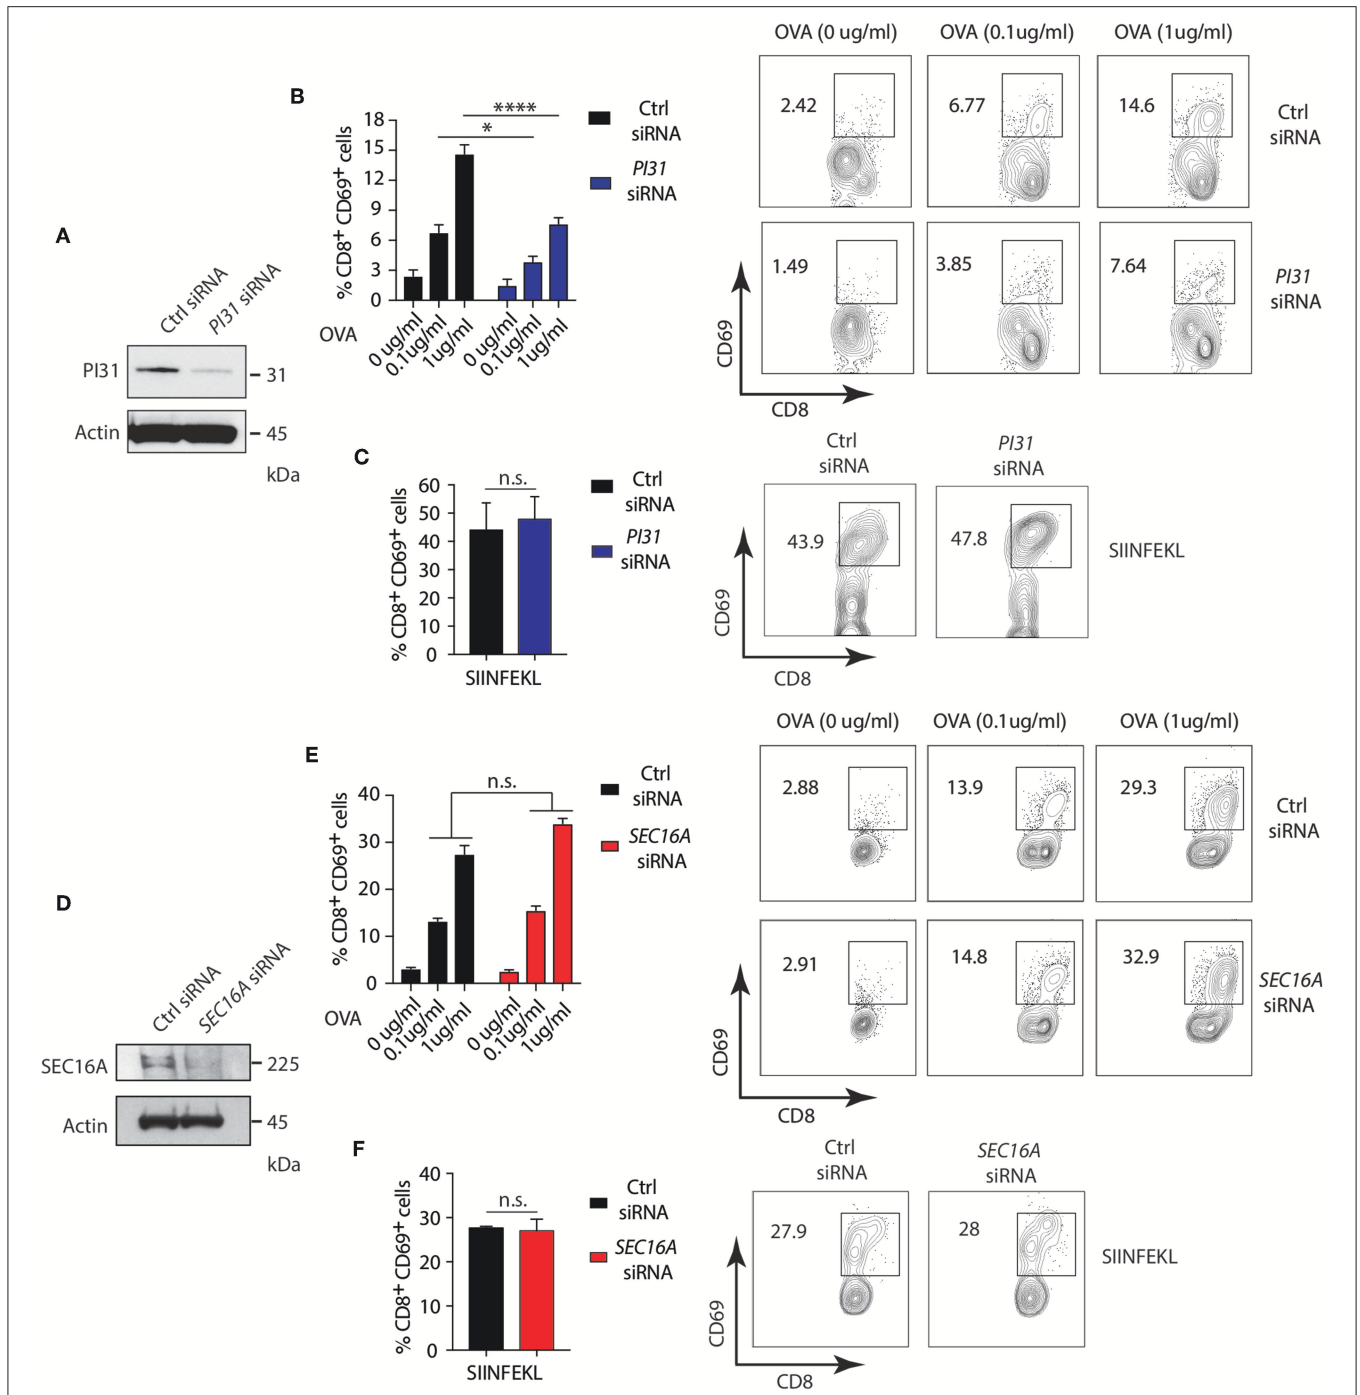 A
Ctrl siRNA
PI31 siRNA
PI31
31
Actin
45
kDa
B
% CD8+ CD69+ cells
18
15
12
9
6
3
0
*
****
Ctrl
siRNA
PI31
siRNA
OVA
0 ug/ml
0.1ug/ml
1ug/ml
0 ug/ml
0.1ug/ml
1ug/ml
OVA (0 ug/ml)
OVA (0.1ug/ml)
OVA (1ug/ml)
2.42
6.77
14.6
Ctrl
siRNA
1.49
3.85
7.64
PI31
siRNA
CD69
CD8
C
% CD8+ CD69+ cells
60
50
40
30
20
10
0
n.s.
SIINFEKL
Ctrl
siRNA
PI31
siRNA
Ctrl
siRNA
PI31
siRNA
43.9
47.8
SIINFEKL
CD69
CD8
D
Ctrl siRNA
SEC16A siRNA
SEC16A
225
Actin
45
kDa
E
% CD8+ CD69+ cells
40
30
20
10
0
n.s.
Ctrl
siRNA
SEC16A
siRNA
OVA
0 ug/ml
0.1ug/ml
1ug/ml
0 ug/ml
0.1ug/ml
1ug/ml
OVA (0 ug/ml)
OVA (0.1ug/ml)
OVA (1ug/ml)
2.88
13.9
29.3
Ctrl
siRNA
2.91
14.8
32.9
SEC16A
siRNA
CD69
CD8
F
% CD8+ CD69+ cells
40
30
20
10
0
n.s.
SIINFEKL
Ctrl
siRNA
SEC16A
siRNA
Ctrl
siRNA
SEC16A
siRNA
27.9
28
SIINFEKL
CD69
CD8